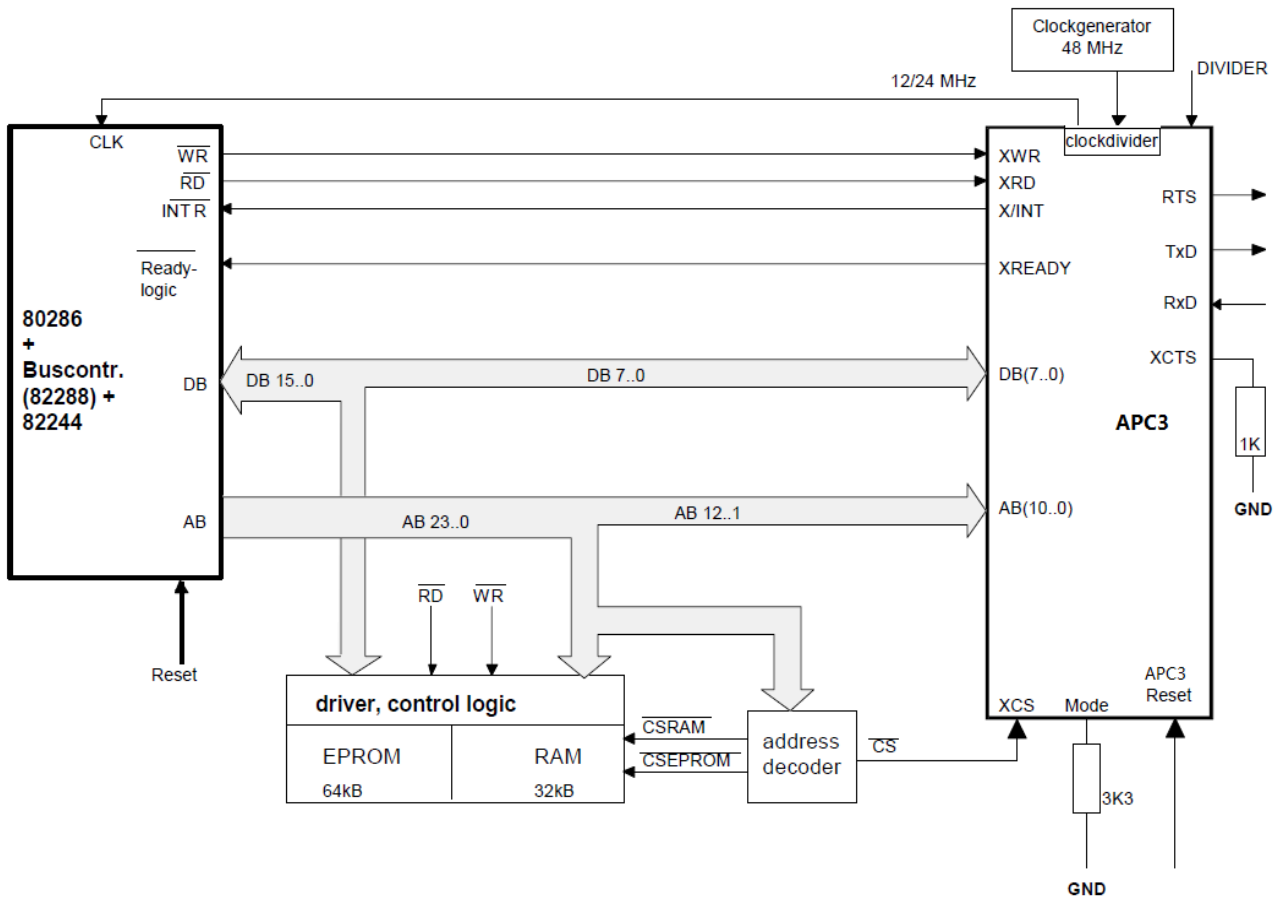 Clockgenerator
48 MHz
DIVIDER
12/24 MHz
CLK
clockdivider
WR
XWR
RD
XRD
RTS
INTR
X/INT
TxD
Ready-
logic
XREADY
RxD
80286
+
Buscontr.
(82288) +
82244
XCTS
DB
DB 15..0
DB 7..0
DB(7..0)
APC3
1K
AB
AB 23..0
AB 12..1
AB(10..0)
GND
RD
WR
Reset
APC3
Reset
driver, control logic
XCS
Mode
CSRAM
address
decoder
CS
EPROM
RAM
CSEPROM
64kB
32kB
3K3
GND